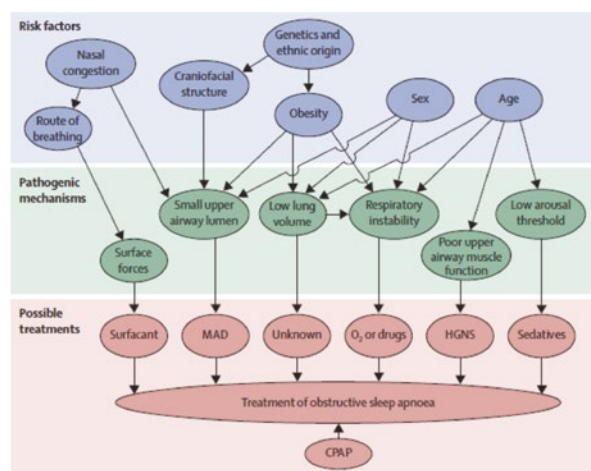 Risk factors
Nasal
congestion
Genetics and
ethnic origin
Craniofacial
structure
Sex
Age
Obesity
Route of
breathing
Pathogenic
mechanisms
Small upper
airway lumen
Low lung
volume
Respiratory
instability
Low arousal
threshold
Surface
forces
Poor upper
airway muscle
function
Possible
treatments
Surfacant
MAD
Unknown
O₂ or drugs
HGNS
Sedatives
Treatment of obstructive sleep apnoea
CPAP